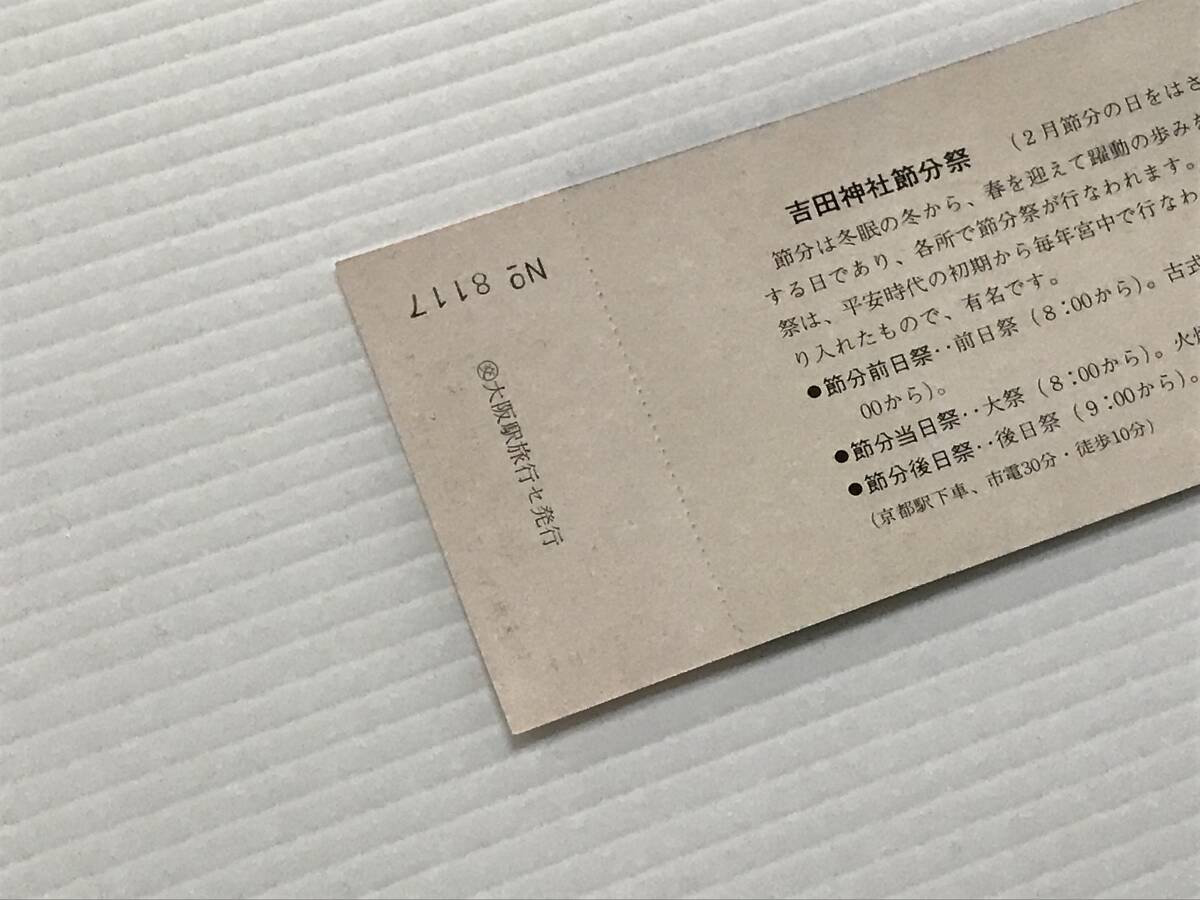 No 8117
大阪駅旅行セ発行
吉田神社節分祭 (2月節分の日をはさ
節分は冬眠の冬から、春を迎えて躍動の歩みを
する日であり、各所で節分祭が行なわれます。
祭は、平安時代の初期から毎年宮中で行なわ
り入れたもので、有名です。
●節分前日祭‥前日祭(8:00から)。古式
00から)。
●節分当日祭‥大祭(8:00から)。火炉
●節分後日祭‥後日祭(9:00から)。
(京都駅下車、市電30分・徒歩10分)